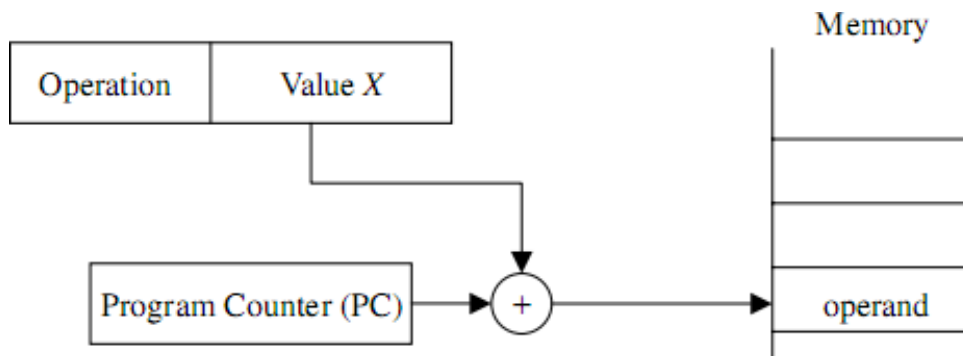 Memory
Operation
Value X
Program Counter (PC)
+
operand